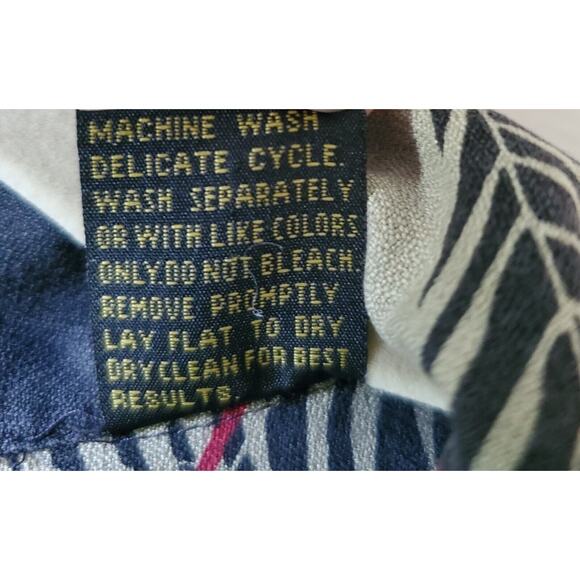 MACHINE WASH
DELICATE CYCLE.
WASH SEPARATELY
OR WITH LIKE COLORS
ONLY.DO NOT BLEACH.
REMOVE PROMPTLY
LAY FLAT TO DRY
DRY CLEAN FOR BEST
RESULTS.